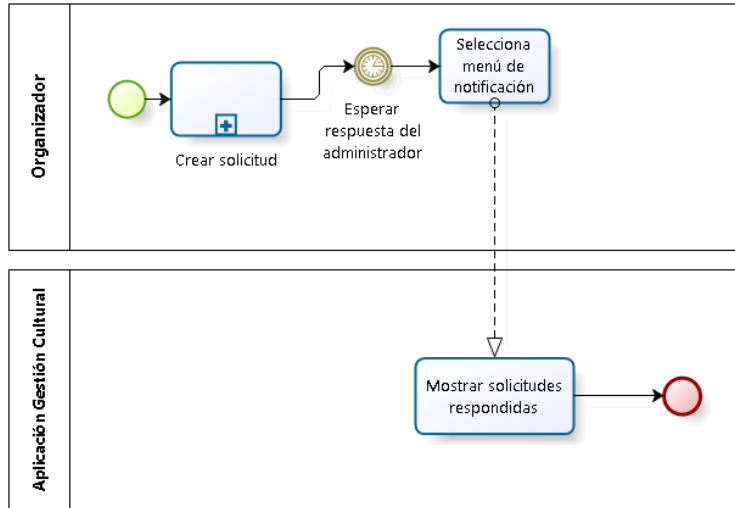 Organizador
Crear solicitud
Esperar
respuesta del
administrador
Selecciona
menú de
notificación
Aplicación Gestión Cultural
Mostrar solicitudes
respondidas